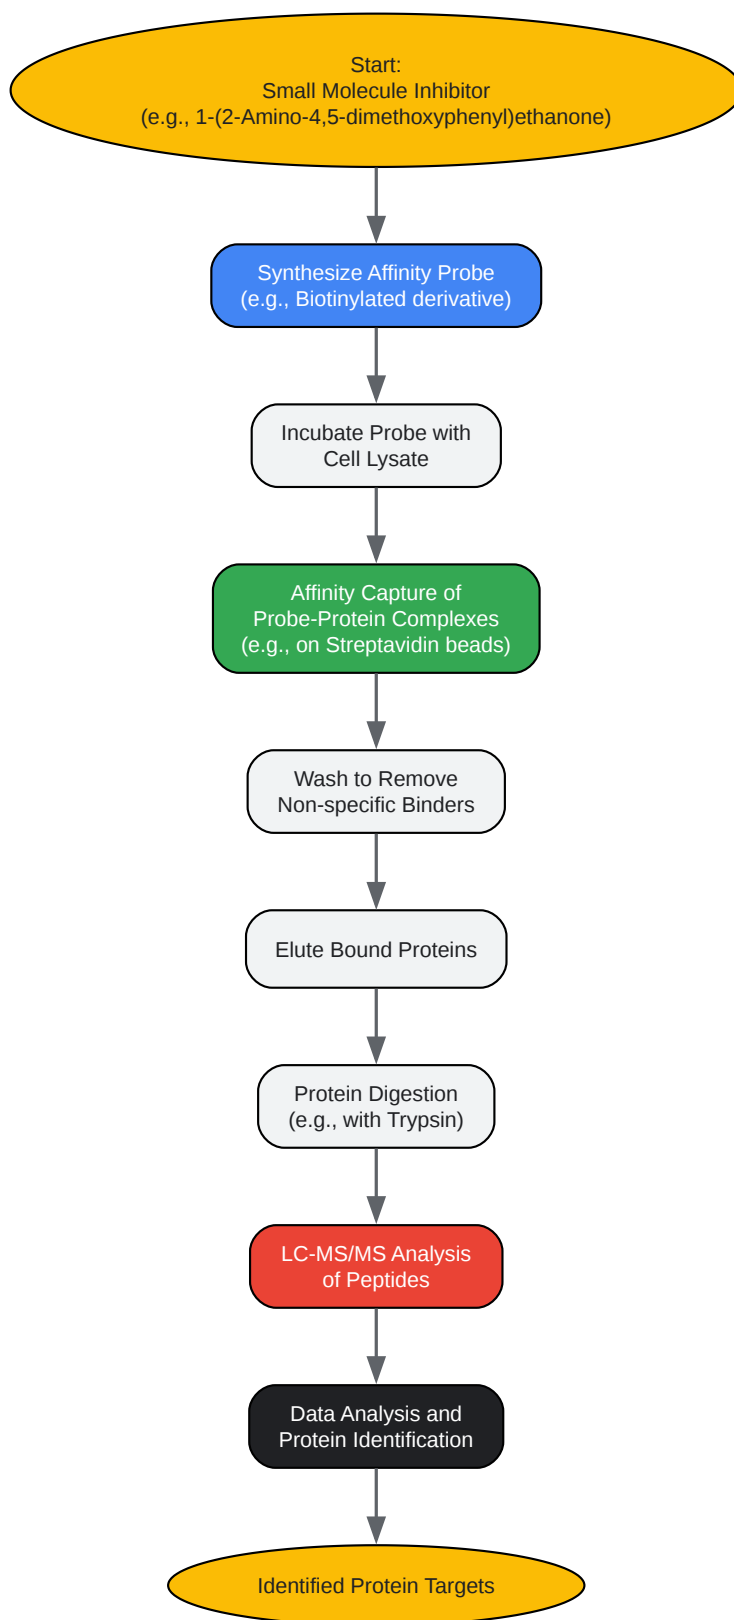 Start:
Small Molecule Inhibitor
(e.g., 1-(2-Amino-4,5-dimethoxyphenyl)ethanone)
Synthesize Affinity Probe
(e.g., Biotinylated derivative)
Incubate Probe with
Cell Lysate
Affinity Capture of
Probe-Protein Complexes
(e.g., on Streptavidin beads)
Wash to Remove
Non-specific Binders
Elute Bound Proteins
Protein Digestion
(e.g., with Trypsin)
LC-MS/MS Analysis
of Peptides
Data Analysis and
Protein Identification
Identified Protein Targets